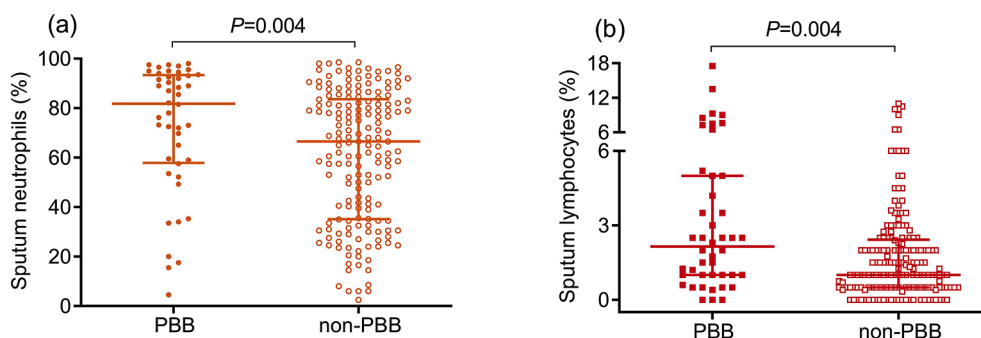 (a)
P=0.004
Sputum neutrophils (%)
100
80
60
40
20
0
PBB
non-PBB
(b)
P=0.004
Sputum lymphocytes (%)
18
12
6
6
3
0
PBB
non-PBB